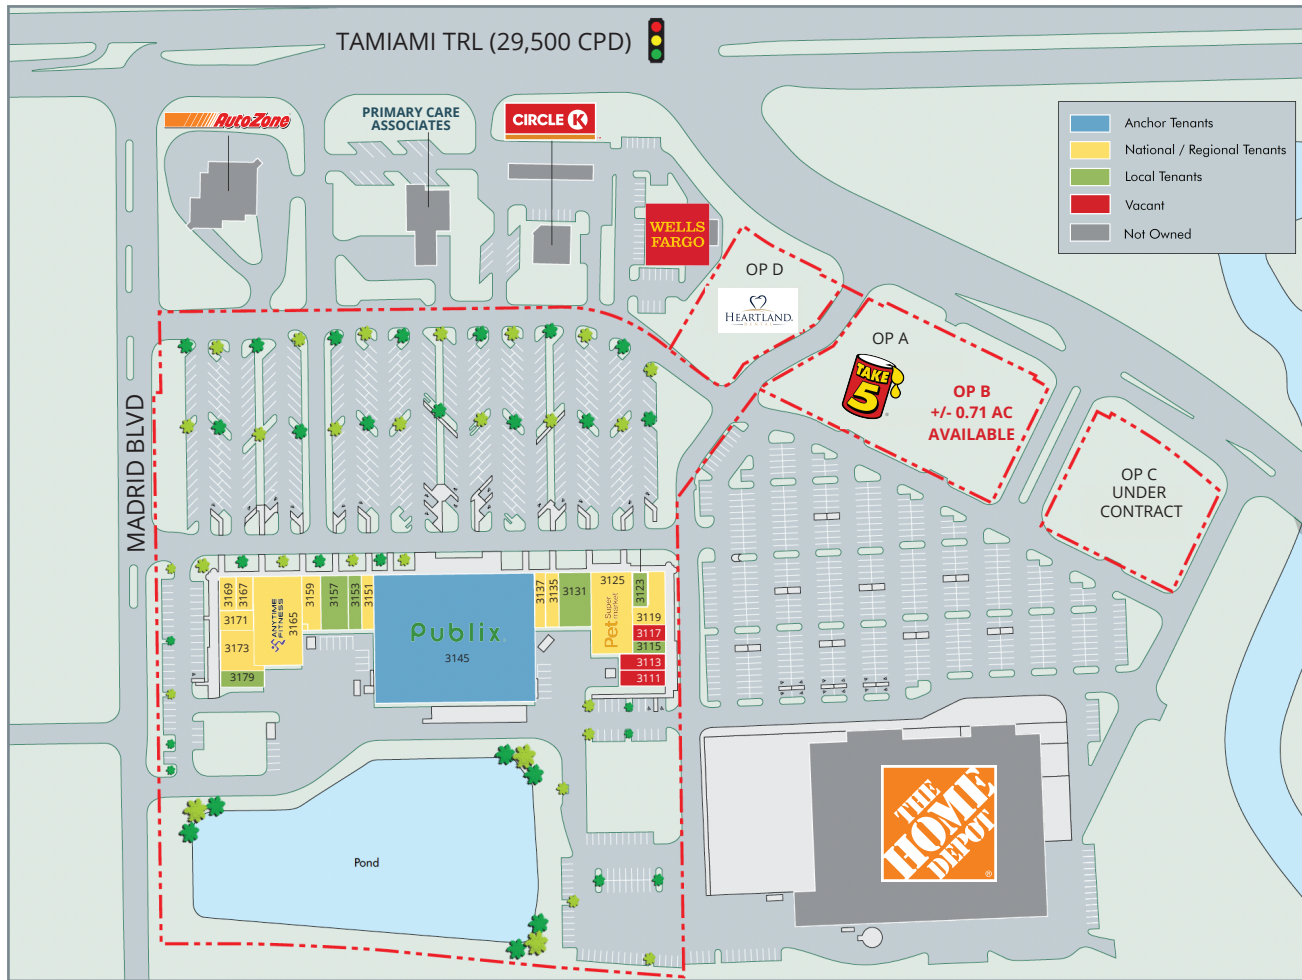 TAMIAMI TRL (29,500 CPD)
AutoZone
PRIMARY CARE
ASSOCIATES
CIRCLE K
WELLS
FARGO
Anchor Tenants
National / Regional Tenants
Local Tenants
Vacant
Not Owned
OP D
HEARTLAND
DENTAL
OP A
TAKE
5
OP B
+/- 0.71 AC
AVAILABLE
OP C
UNDER
CONTRACT
MADRID BLVD
3169
3167
3171
3173
3179
ANYTIME
FITNESS
3165
3159
3157
3153
3151
Publix
3145
3137
3135
3131
3125
Pet Super
market
3123
3119
3117
3115
3113
3111
Pond
THE
HOME
DEPOT